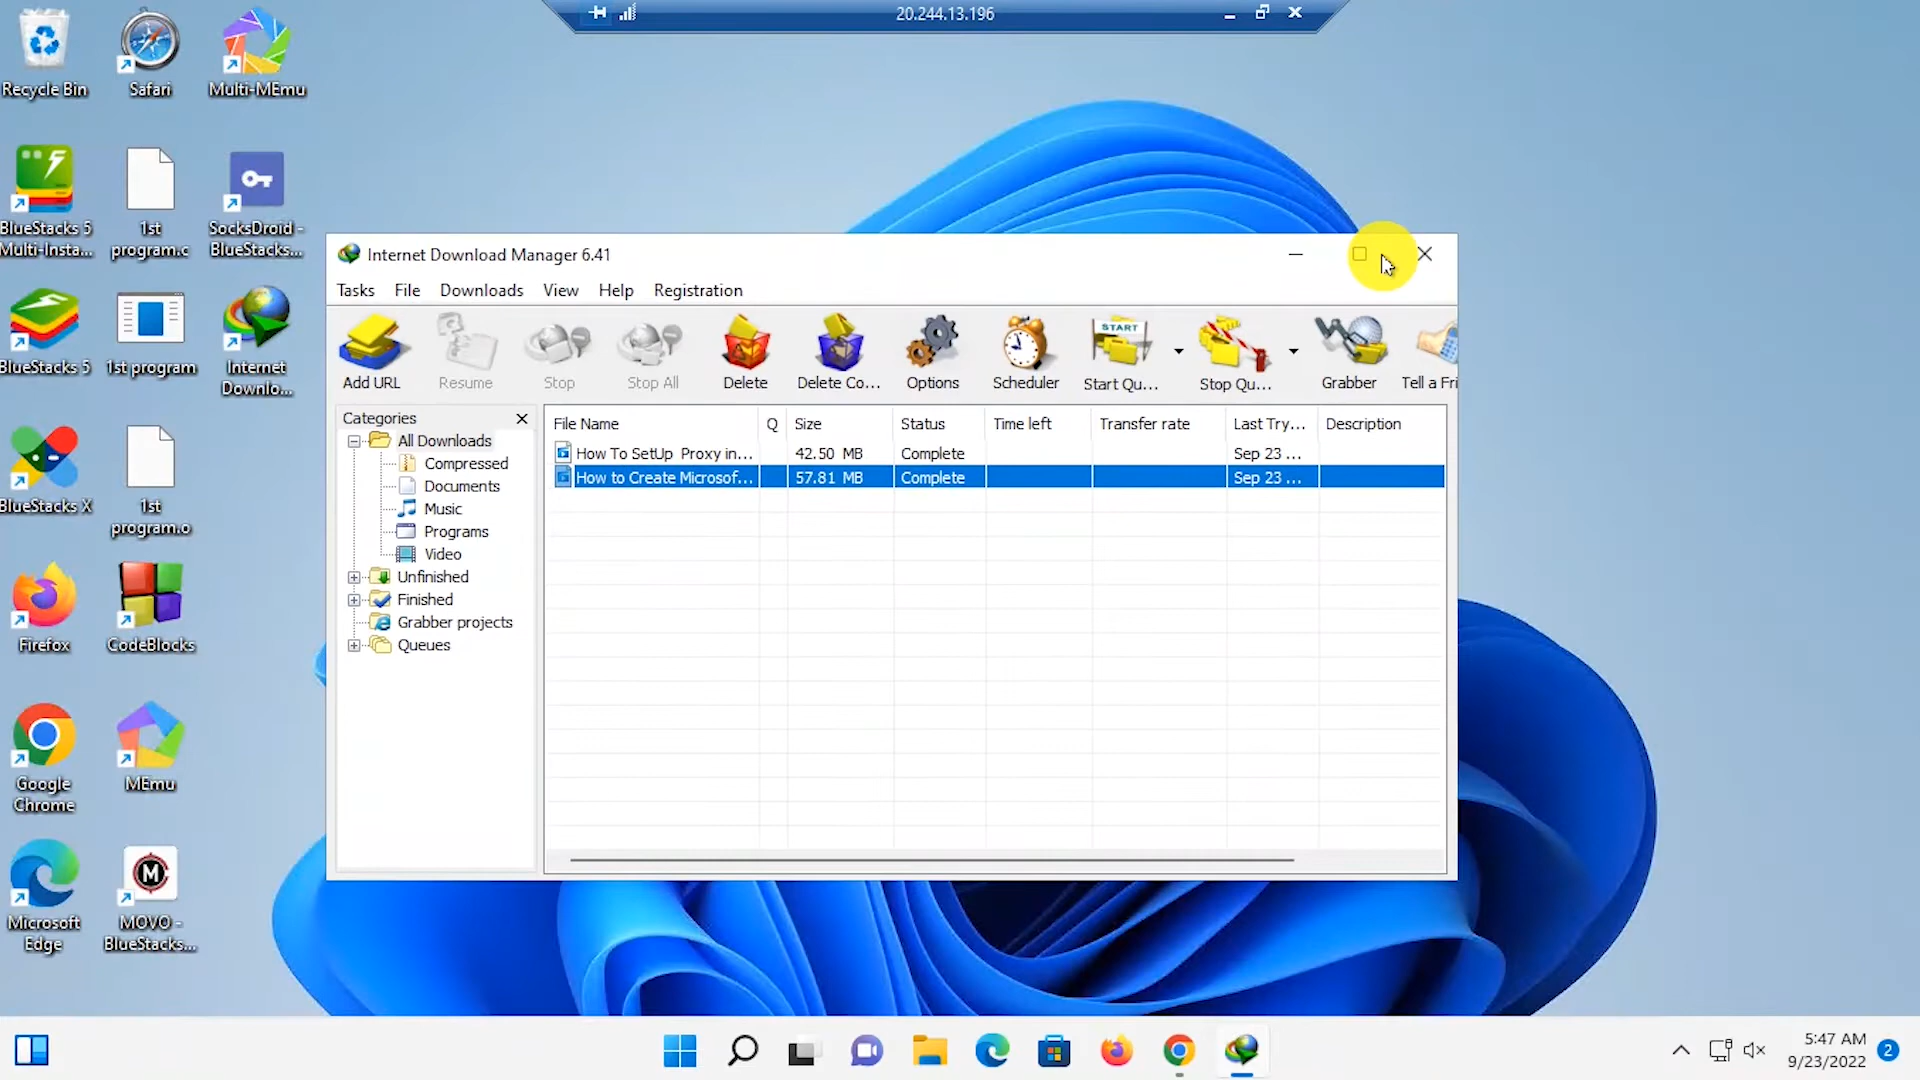 20.244.13.196
Recycle Bin
Safari
Multi-MEmu
BlueStacks 5
Multi-Insta...
1st
program.c
SocksDroid -
BlueStacks...
BlueStacks 5
1st program
Internet
Downlo...
BlueStacks X
1st
program.o
Firefox
CodeBlocks
Google
Chrome
MEmu
Microsoft
Edge
MOVO -
BlueStacks...
Internet Download Manager 6.41
Tasks File Downloads View Help Registration
START
Add URL Resume Stop Stop All Delete Delete Co... Options Scheduler Start Qu... Stop Qu... Grabber Tell a Fri
Categories
All Downloads
Compressed
Documents
Music
Programs
Video
Unfinished
Finished
Grabber projects
Queues
File Name Q Size Status Time left Transfer rate Last Try... Description
How To SetUp Proxy in... 42.50 MB Complete Sep 23 ...
How to Create Microsof... 57.81 MB Complete Sep 23 ...
5:47 AM
9/23/2022
2